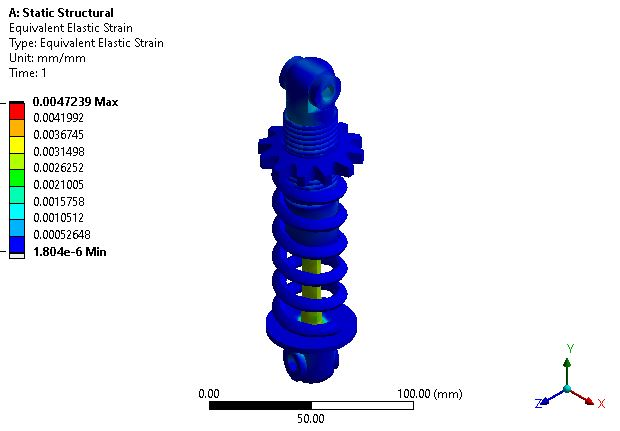 A: Static Structural
Equivalent Elastic Strain
Type: Equivalent Elastic Strain
Unit: mm/mm
Time: 1
0.0047239 Max
0.0041992
0.0036745
0.0031498
0.0026252
0.0021005
0.0015758
0.0010512
0.00052648
1.804e-6 Min
0.00
100.00 (mm)
50.00
Y
Z
X